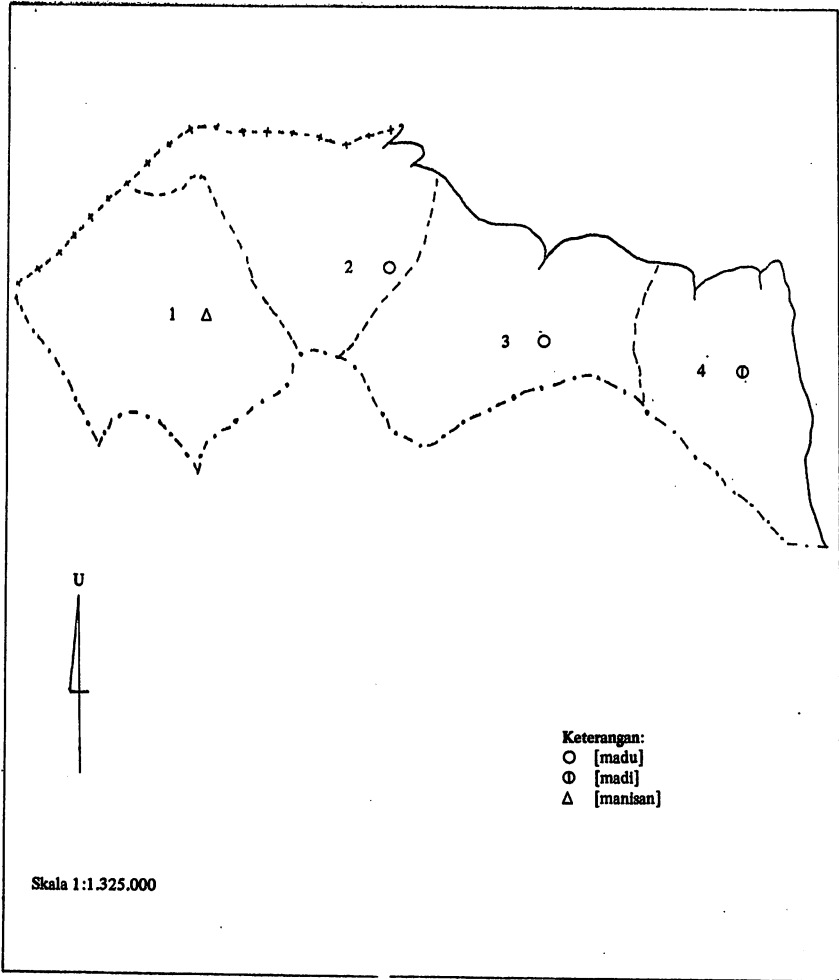 2
1
3
4
U
Keterangan:
[madu]
[madi]
[manisan]
Skala 1:1.325.000